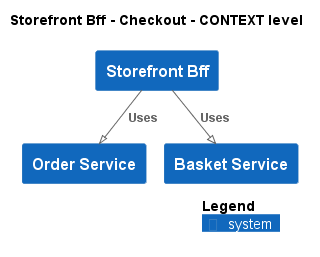 Storefront Bff - Checkout - CONTEXT level
Storefront Bff
Uses
Uses
Order Service
Basket Service
Legend
system